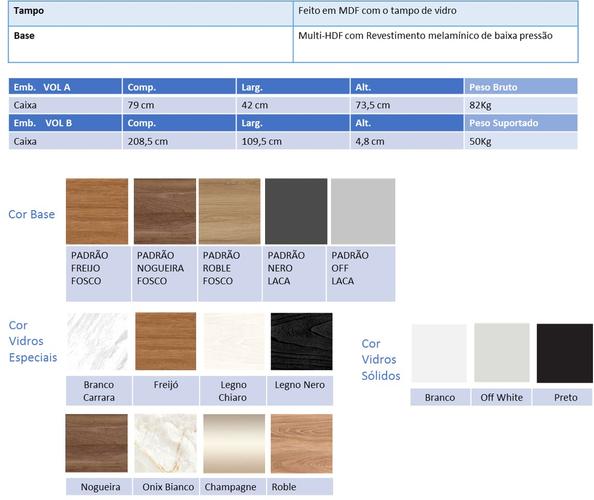 Tampo Feito em MDF com o tampo de vidro
Base Multi-HDF com Revestimento melamínico de baixa pressão
Emb. VOL A Comp. Larg. Alt. Peso Bruto
Caixa 79 cm 42 cm 73,5 cm 82Kg
Emb. VOL B Comp. Larg. Alt. Peso Suportado
Caixa 208,5 cm 109,5 cm 4,8 cm 50Kg
Cor Base
PADRÃO PADRÃO PADRÃO PADRÃO PADRÃO
FREIJO NOGUEIRA ROBLE NERO OFF
FOSCO FOSCO FOSCO LACA LACA
Cor
Vidros
Especiais
Branco Freijó Legno Legno Nero
Carrara Chiaro
Cor
Vidros
Sólidos
Branco Off White Preto
Nogueira Onix Bianco Champagne Roble